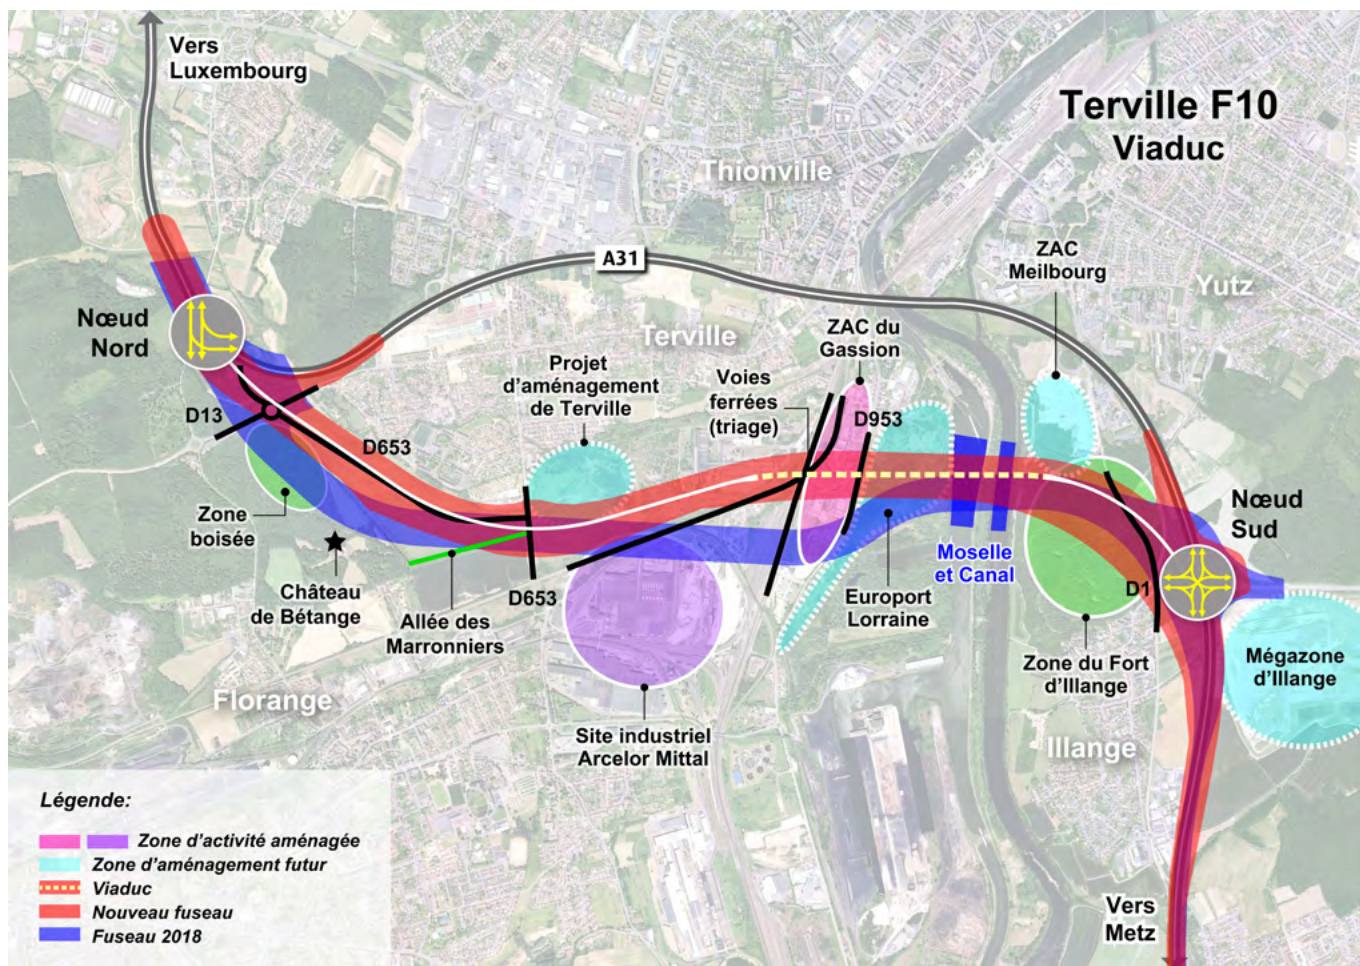 Vers
Luxembourg
Terville F10
Viaduc
Thionville
A31
ZAC
Meilbourg
Yutz
Nœud
Nord
Terville
ZAC du
Gassion
Projet
d'aménagement
de Terville
Voies
ferrées
(triage)
D13
D653
D953
Zone
boisée
Nœud
Sud
Château
de Bétange
Allée des
Marronniers
D653
Europort
Lorraine
Moselle
et Canal
D1
Zone du Fort
d'Illange
Mégazone
d'Illange
Florange
Site industriel
Arcelor Mittal
Illange
Légende:
Zone d'activité aménagée
Zone d'aménagement futur
Viaduc
Nouveau fuseau
Fuseau 2018
Vers
Metz